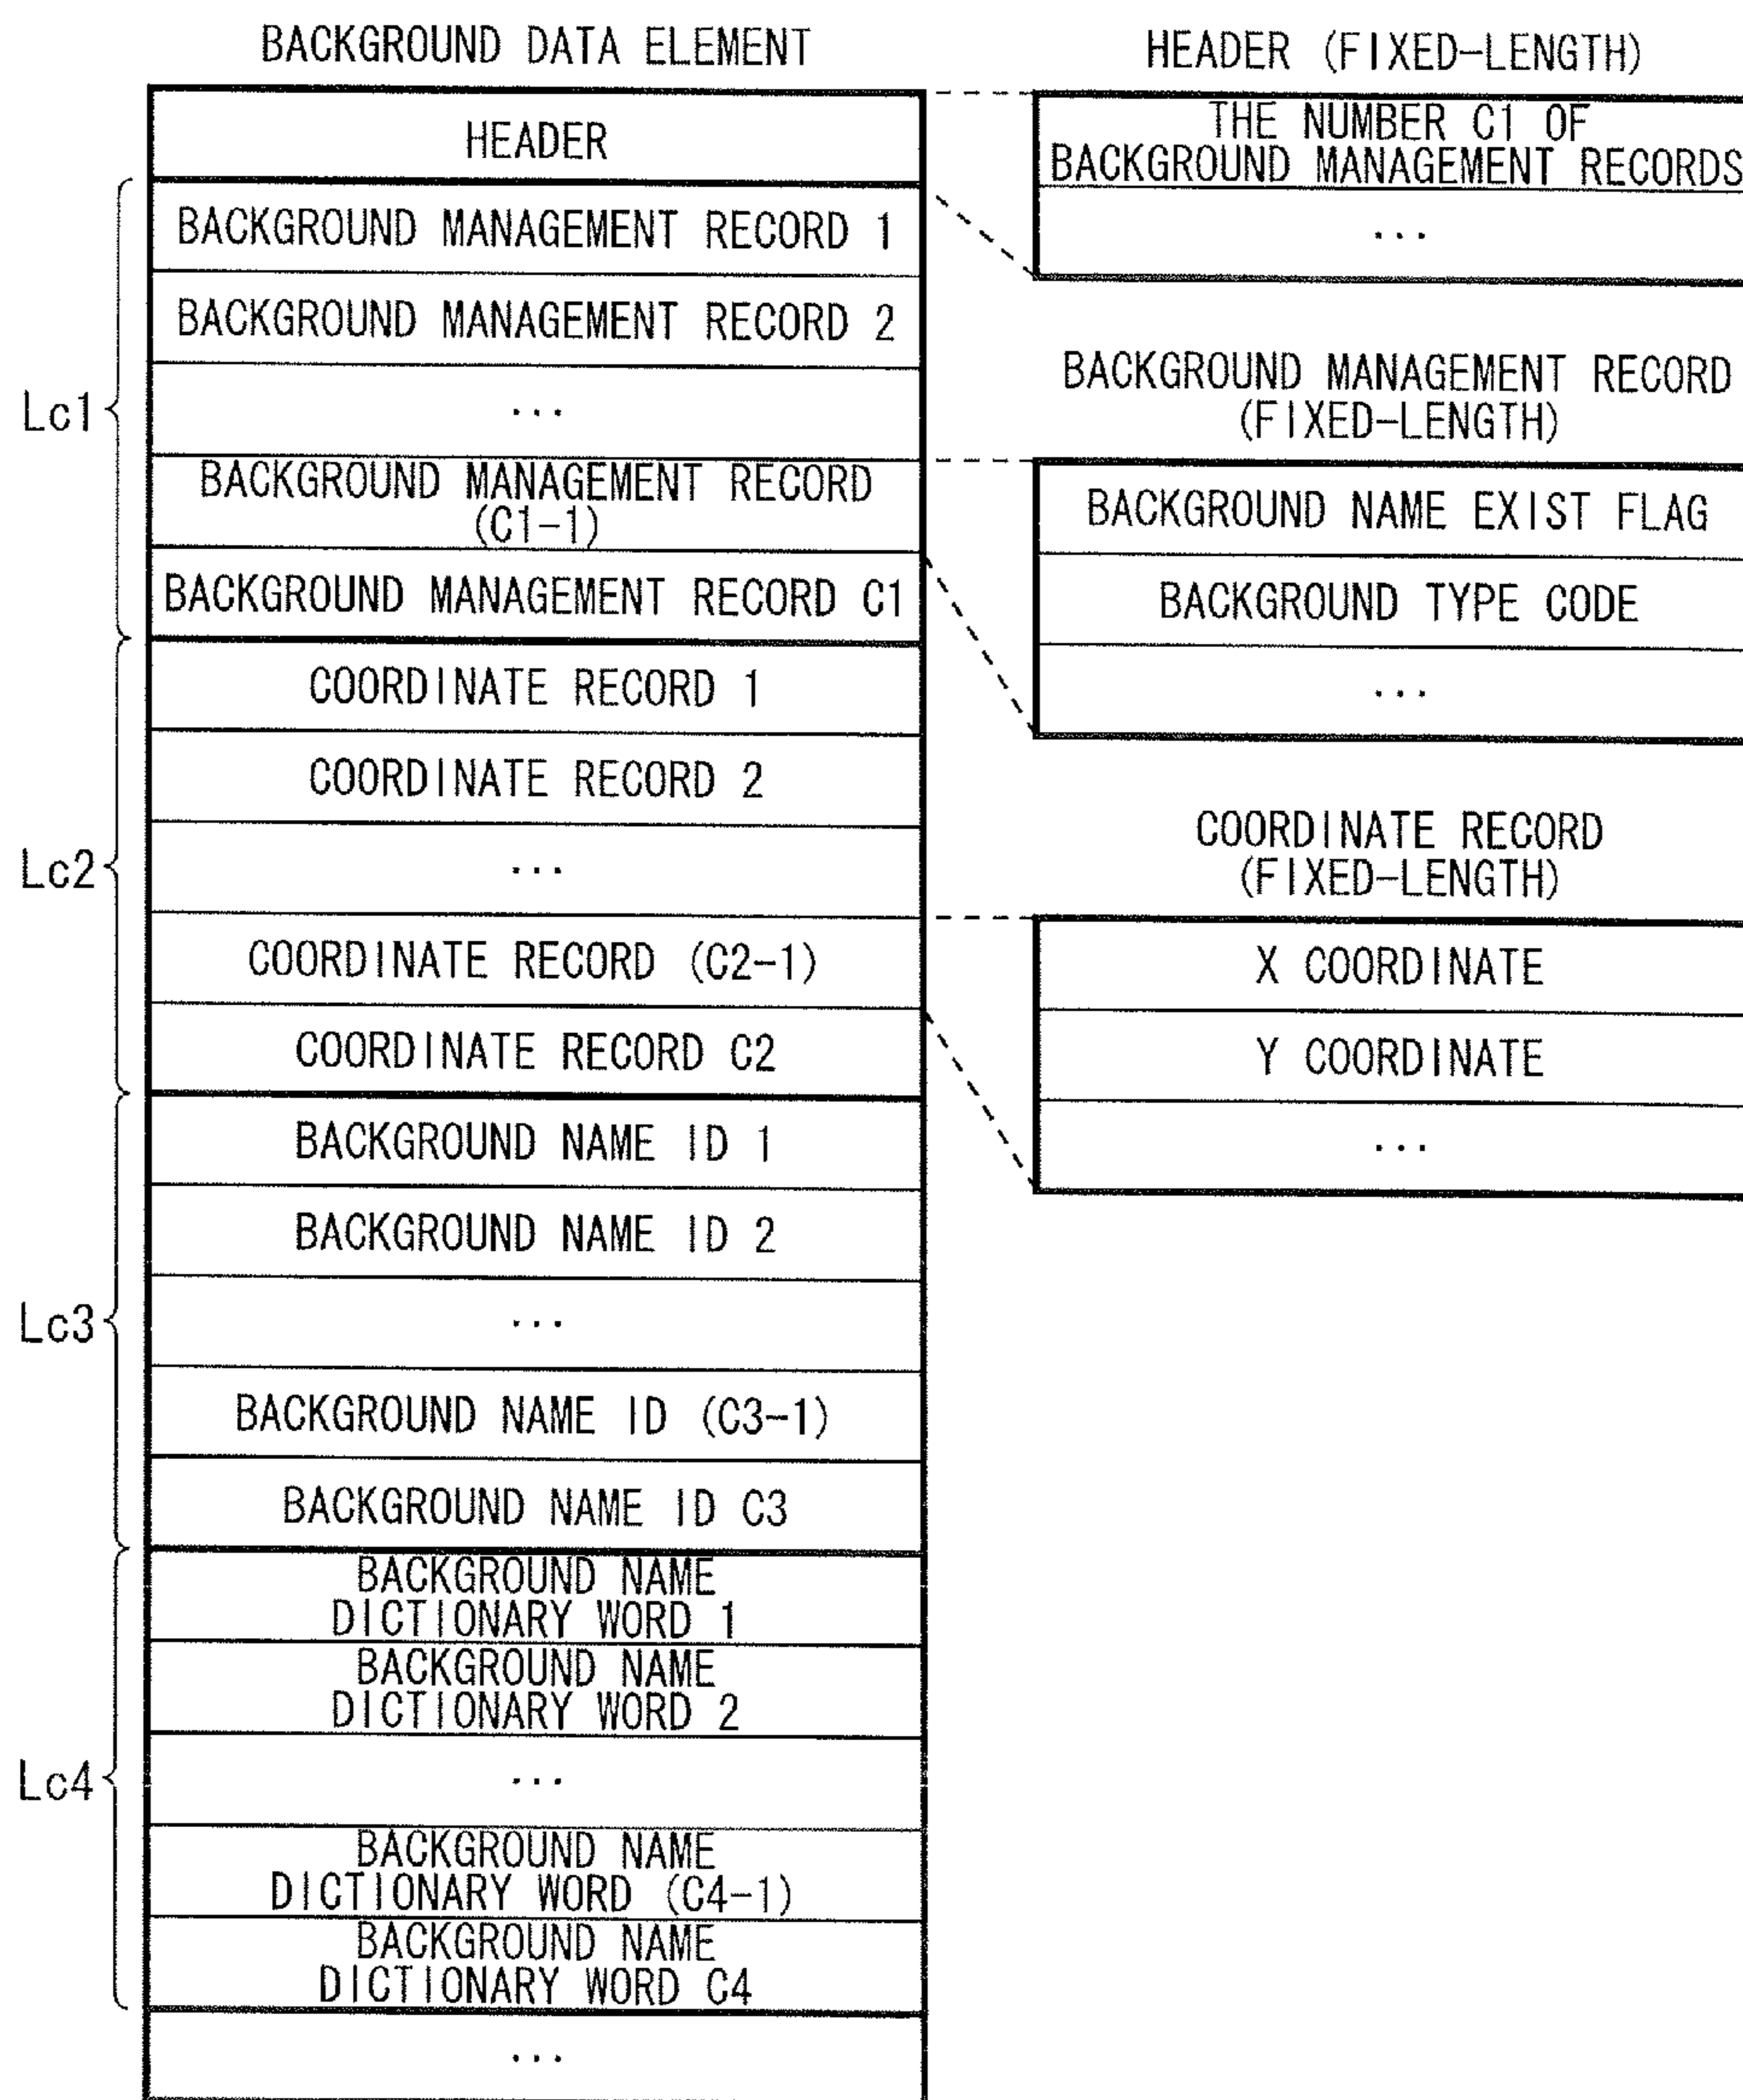 BACKGROUND DATA ELEMENT
HEADER
Lc1
BACKGROUND MANAGEMENT RECORD 1
BACKGROUND MANAGEMENT RECORD 2
...
BACKGROUND MANAGEMENT RECORD
(C1-1)
BACKGROUND MANAGEMENT RECORD C1
Lc2
COORDINATE RECORD 1
COORDINATE RECORD 2
...
COORDINATE RECORD (C2-1)
COORDINATE RECORD C2
Lc3
BACKGROUND NAME ID 1
BACKGROUND NAME ID 2
...
BACKGROUND NAME ID (C3-1)
BACKGROUND NAME ID C3
Lc4
BACKGROUND NAME
DICTIONARY WORD 1
BACKGROUND NAME
DICTIONARY WORD 2
...
BACKGROUND NAME
DICTIONARY WORD (C4-1)
BACKGROUND NAME
DICTIONARY WORD C4
...
HEADER (FIXED-LENGTH)
THE NUMBER C1 OF
BACKGROUND MANAGEMENT RECORDS
...
BACKGROUND MANAGEMENT RECORD
(FIXED-LENGTH)
BACKGROUND NAME EXIST FLAG
BACKGROUND TYPE CODE
...
COORDINATE RECORD
(FIXED-LENGTH)
X COORDINATE
Y COORDINATE
...